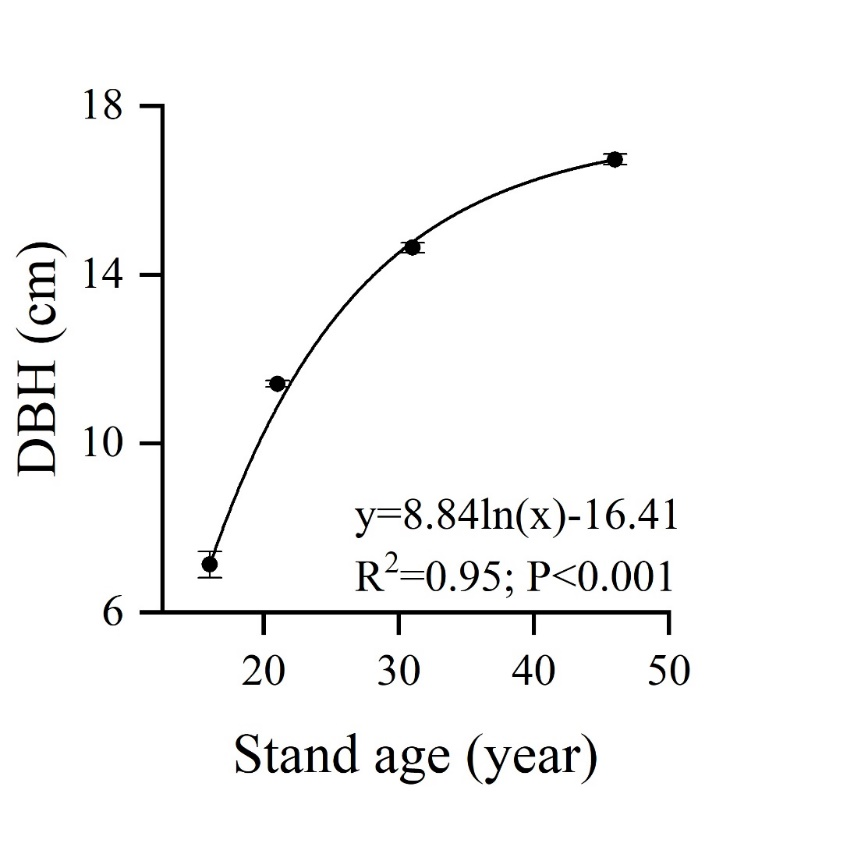 18
14
10
6
DBH (cm)
y=8.84ln(x)-16.41
R²=0.95; P<0.001
20 30 40 50
Stand age (year)